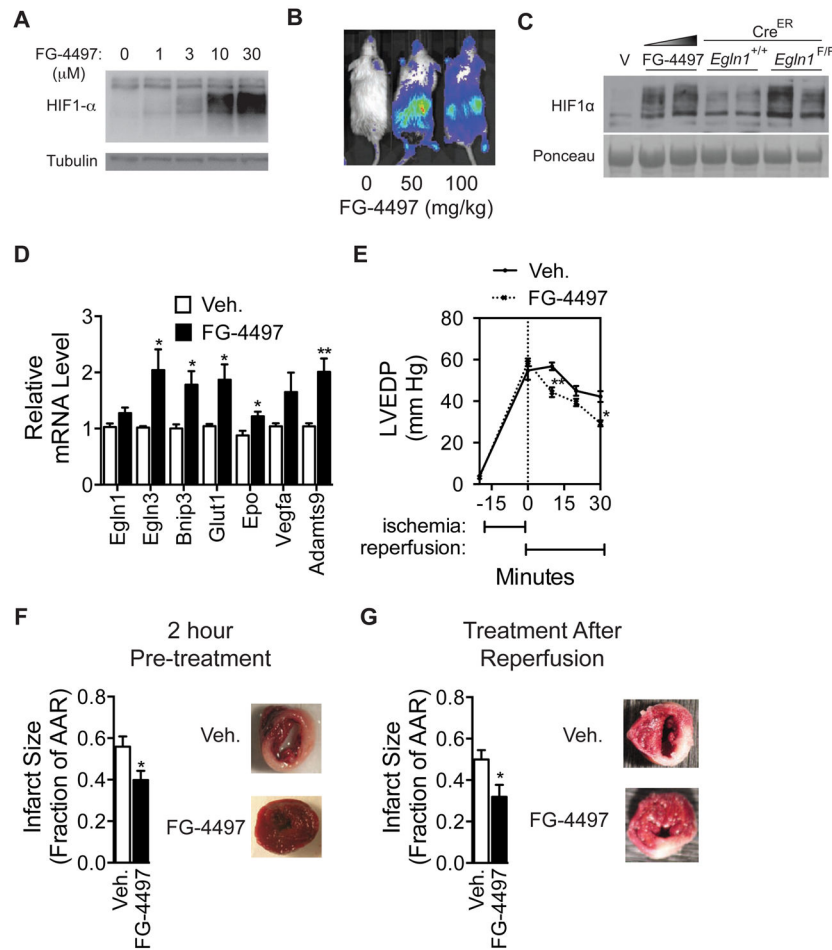 A
FG-4497: 0 1 3 10 30
(μM)
HIF1-α
Tubulin
B
0 50 100
FG-4497 (mg/kg)
C
Cre^ER
V FG-4497 Egln1^+/+ Egln1^F/F
HIF1α
Ponceau
D
Veh.
FG-4497
Relative
mRNA Level
3
2
1
0
*
*
*
*
**
Egln1
Egln3
Bnip3
Glut1
Epo
Vegfa
Adamts9
E
Veh.
FG-4497
LVEDP
(mm Hg)
80
60
40
20
0
**
*
-15 0 15 30
ischemia:
reperfusion:
Minutes
F
2 hour
Pre-treatment
Infarct Size
(Fraction of AAR)
0.8
0.6
0.4
0.2
0.0
*
Veh.
FG-4497
Veh.
FG-4497
G
Treatment After
Reperfusion
Infarct Size
(Fraction of AAR)
0.8
0.6
0.4
0.2
0.0
*
Veh.
FG-4497
Veh.
FG-4497